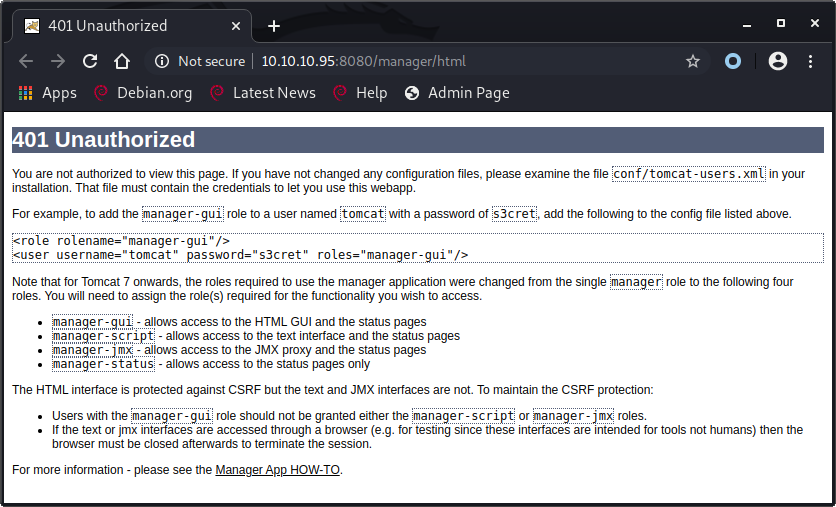 401 Unauthorized
Not secure 10.10.10.95:8080/manager/html
Apps Debian.org Latest News Help Admin Page
401 Unauthorized
You are not authorized to view this page. If you have not changed any configuration files, please examine the file conf/tomcat-users.xml in your
installation. That file must contain the credentials to let you use this webapp.
For example, to add the manager-gui role to a user named tomcat with a password of s3cret, add the following to the config file listed above.
<role rolename="manager-gui"/>
<user username="tomcat" password="s3cret" roles="manager-gui"/>
Note that for Tomcat 7 onwards, the roles required to use the manager application were changed from the single manager role to the following four
roles. You will need to assign the role(s) required for the functionality you wish to access.
manager-gui - allows access to the HTML GUI and the status pages
manager-script - allows access to the text interface and the status pages
manager-jmx - allows access to the JMX proxy and the status pages
manager-status - allows access to the status pages only
The HTML interface is protected against CSRF but the text and JMX interfaces are not. To maintain the CSRF protection:
Users with the manager-gui role should not be granted either the manager-script or manager-jmx roles.
If the text or jmx interfaces are accessed through a browser (e.g. for testing since these interfaces are intended for tools not humans) then the
browser must be closed afterwards to terminate the session.
For more information - please see the Manager App HOW-TO.